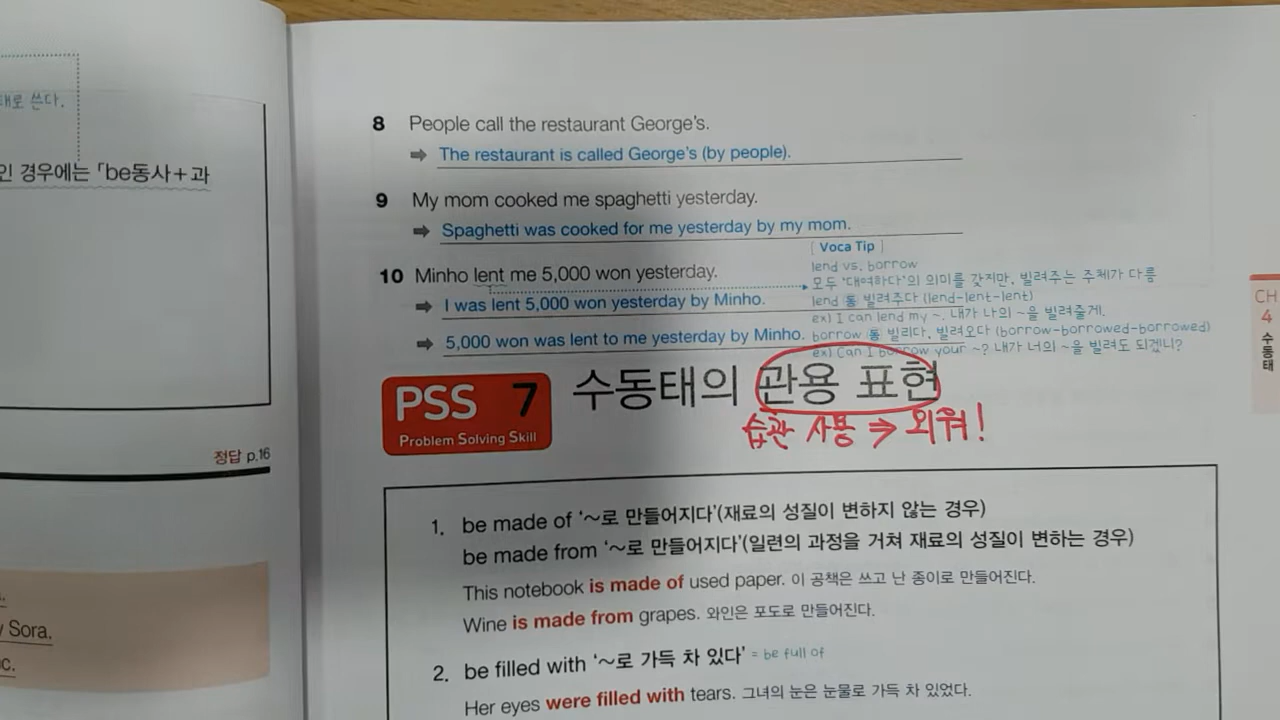 태로 쓴다.
인 경우에는 「be동사+과
정답 p.16
y Sora.
oc.
8 People call the restaurant George's.
➡ The restaurant is called George's (by people).
9 My mom cooked me spaghetti yesterday.
➡ Spaghetti was cooked for me yesterday by my mom.
10 Minho lent me 5,000 won yesterday.
➡ I was lent 5,000 won yesterday by Minho.
➡ 5,000 won was lent to me yesterday by Minho.
[ Voca Tip ]
lend vs. borrow
모두 '대여하다'의 의미를 갖지만, 빌려주는 주체가 다름
lend 통 빌려주다 (lend-lent-lent)
ex) I can lend my ~. 내가 나의 ~을 빌려줄게.
borrow 통 빌리다, 빌려오다 (borrow-borrowed-borrowed)
ex) Can I borrow your ~? 내가 너의 ~을 빌려도 되겠니?
CH
4
수동태
PSS 7 수동태의 관용 표현
Problem Solving Skill
습관 사용 ⇒ 외워!
1. be made of '~로 만들어지다'(재료의 성질이 변하지 않는 경우)
be made from '~로 만들어지다'(일련의 과정을 거쳐 재료의 성질이 변하는 경우)
This notebook is made of used paper. 이 공책은 쓰고 난 종이로 만들어진다.
Wine is made from grapes. 와인은 포도로 만들어진다.
2. be filled with '~로 가득 차 있다' = be full of
Her eyes were filled with tears. 그녀의 눈은 눈물로 가득 차 있었다.